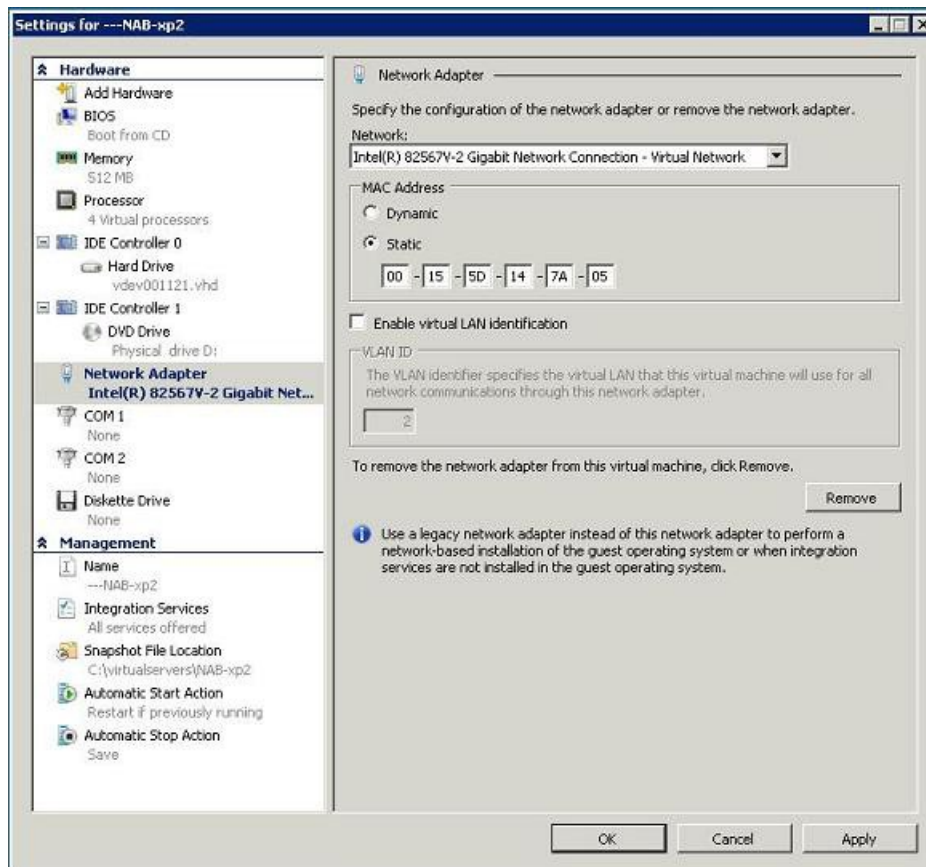 Settings for ---NAB-xp2
Hardware
Add Hardware
BIOS
Boot from CD
Memory
512 MB
Processor
4 Virtual processors
IDE Controller 0
Hard Drive
vdev001121.vhd
IDE Controller 1
DVD Drive
Physical drive D:
Network Adapter
Intel(R) 82567V-2 Gigabit Net...
COM 1
None
COM 2
None
Diskette Drive
None
Management
Name
---NAB-xp2
Integration Services
All services offered
Snapshot File Location
C:\virtualservers\NAB-xp2
Automatic Start Action
Restart if previously running
Automatic Stop Action
Save
Network Adapter
Specify the configuration of the network adapter or remove the network adapter.
Network:
Intel(R) 82567V-2 Gigabit Network Connection - Virtual Network
MAC Address
Dynamic
Static
00 - 15 - 5D - 14 - 7A - 05
Enable virtual LAN identification
VLAN ID
The VLAN identifier specifies the virtual LAN that this virtual machine will use for all
network communications through this network adapter.
2
To remove the network adapter from this virtual machine, click Remove.
Remove
Use a legacy network adapter instead of this network adapter to perform a
network-based installation of the guest operating system or when integration
services are not installed in the guest operating system.
OK
Cancel
Apply